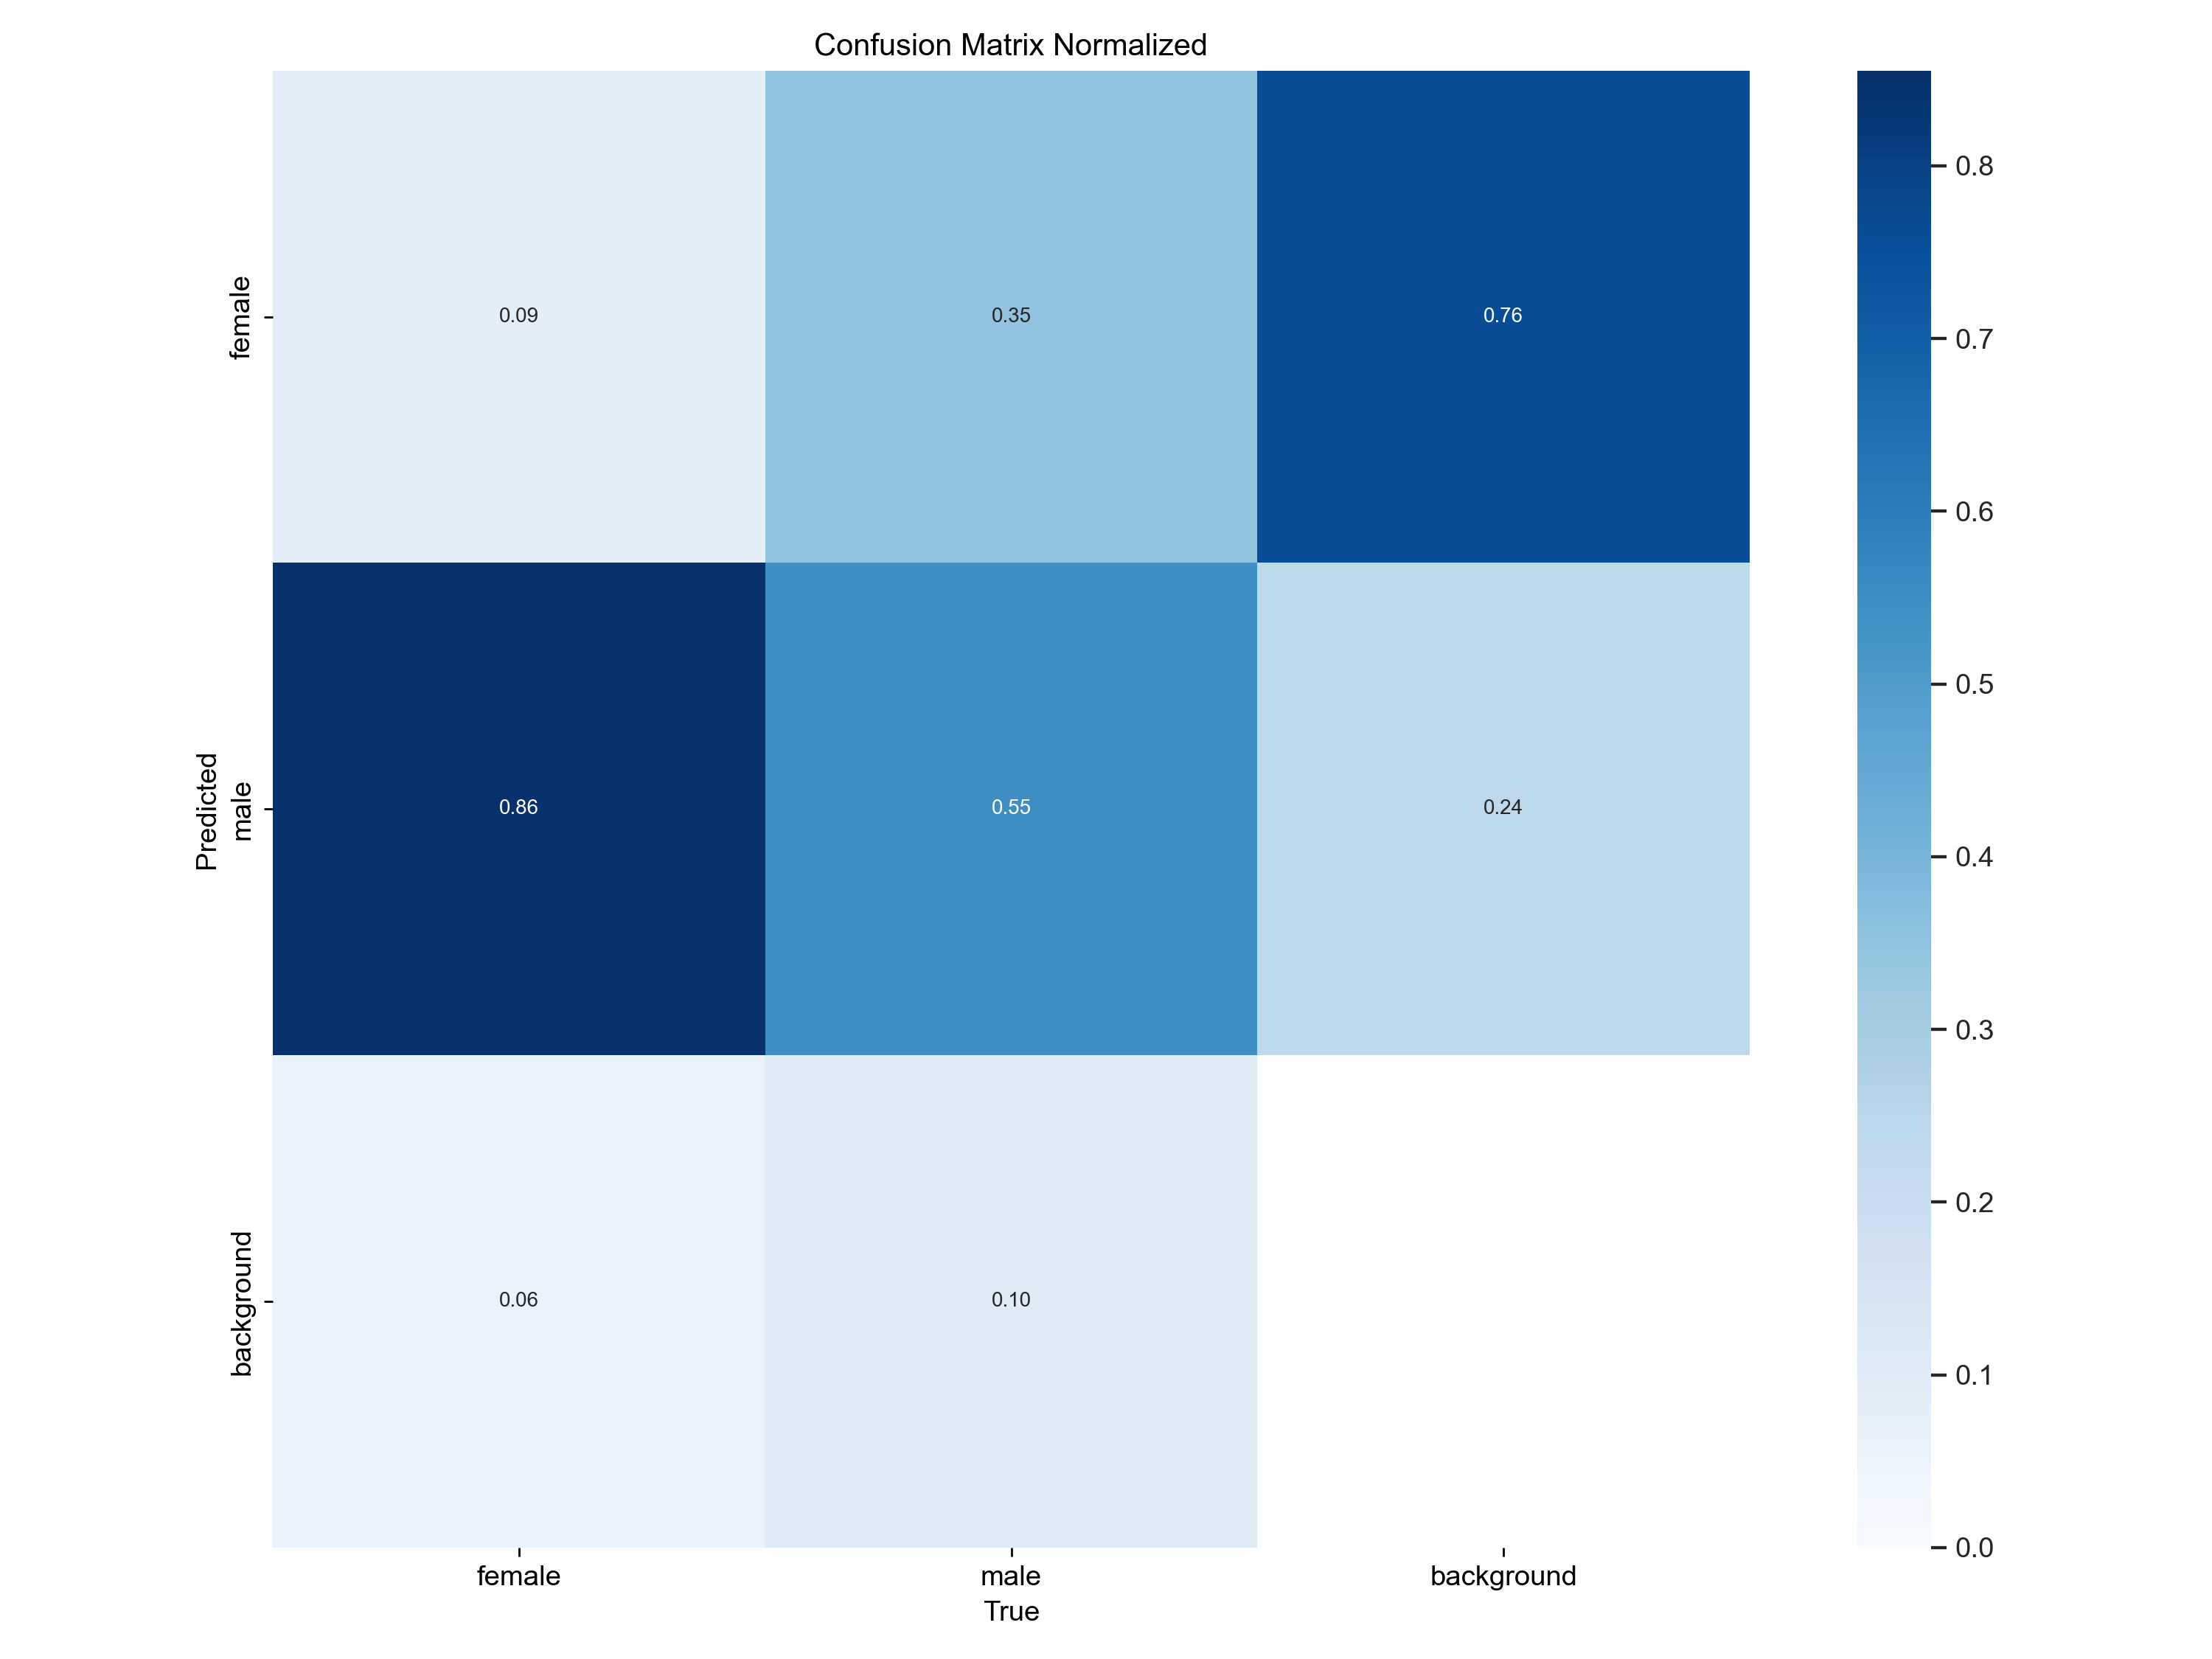 Confusion Matrix Normalized
female
0.09
0.35
0.76
Predicted
male
0.86
0.55
0.24
background
0.06
0.10
female
male
background
True
0.8
0.7
0.6
0.5
0.4
0.3
0.2
0.1
0.0